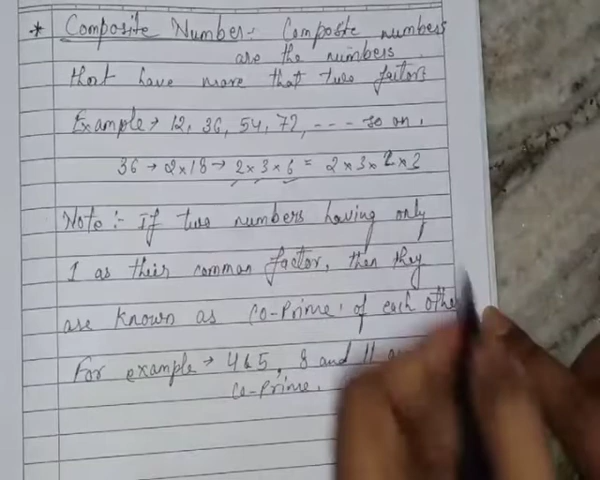 * Composite Number:- Composite numbers
are the numbers
that have more that two factors
Example → 12, 36, 54, 72, ---- so on.
36 → 2×18 → 2×3×6 = 2×3×2×3
Note:- If two numbers having only
1 as their common factor, then they
are known as Co-Prime' of each other
For example → 4&5, 8 and 11
Co-prime.